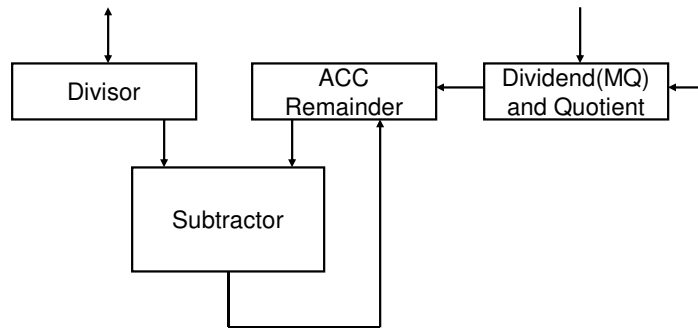 Divisor
ACC
Remainder
Dividend(MQ)
and Quotient
Subtractor